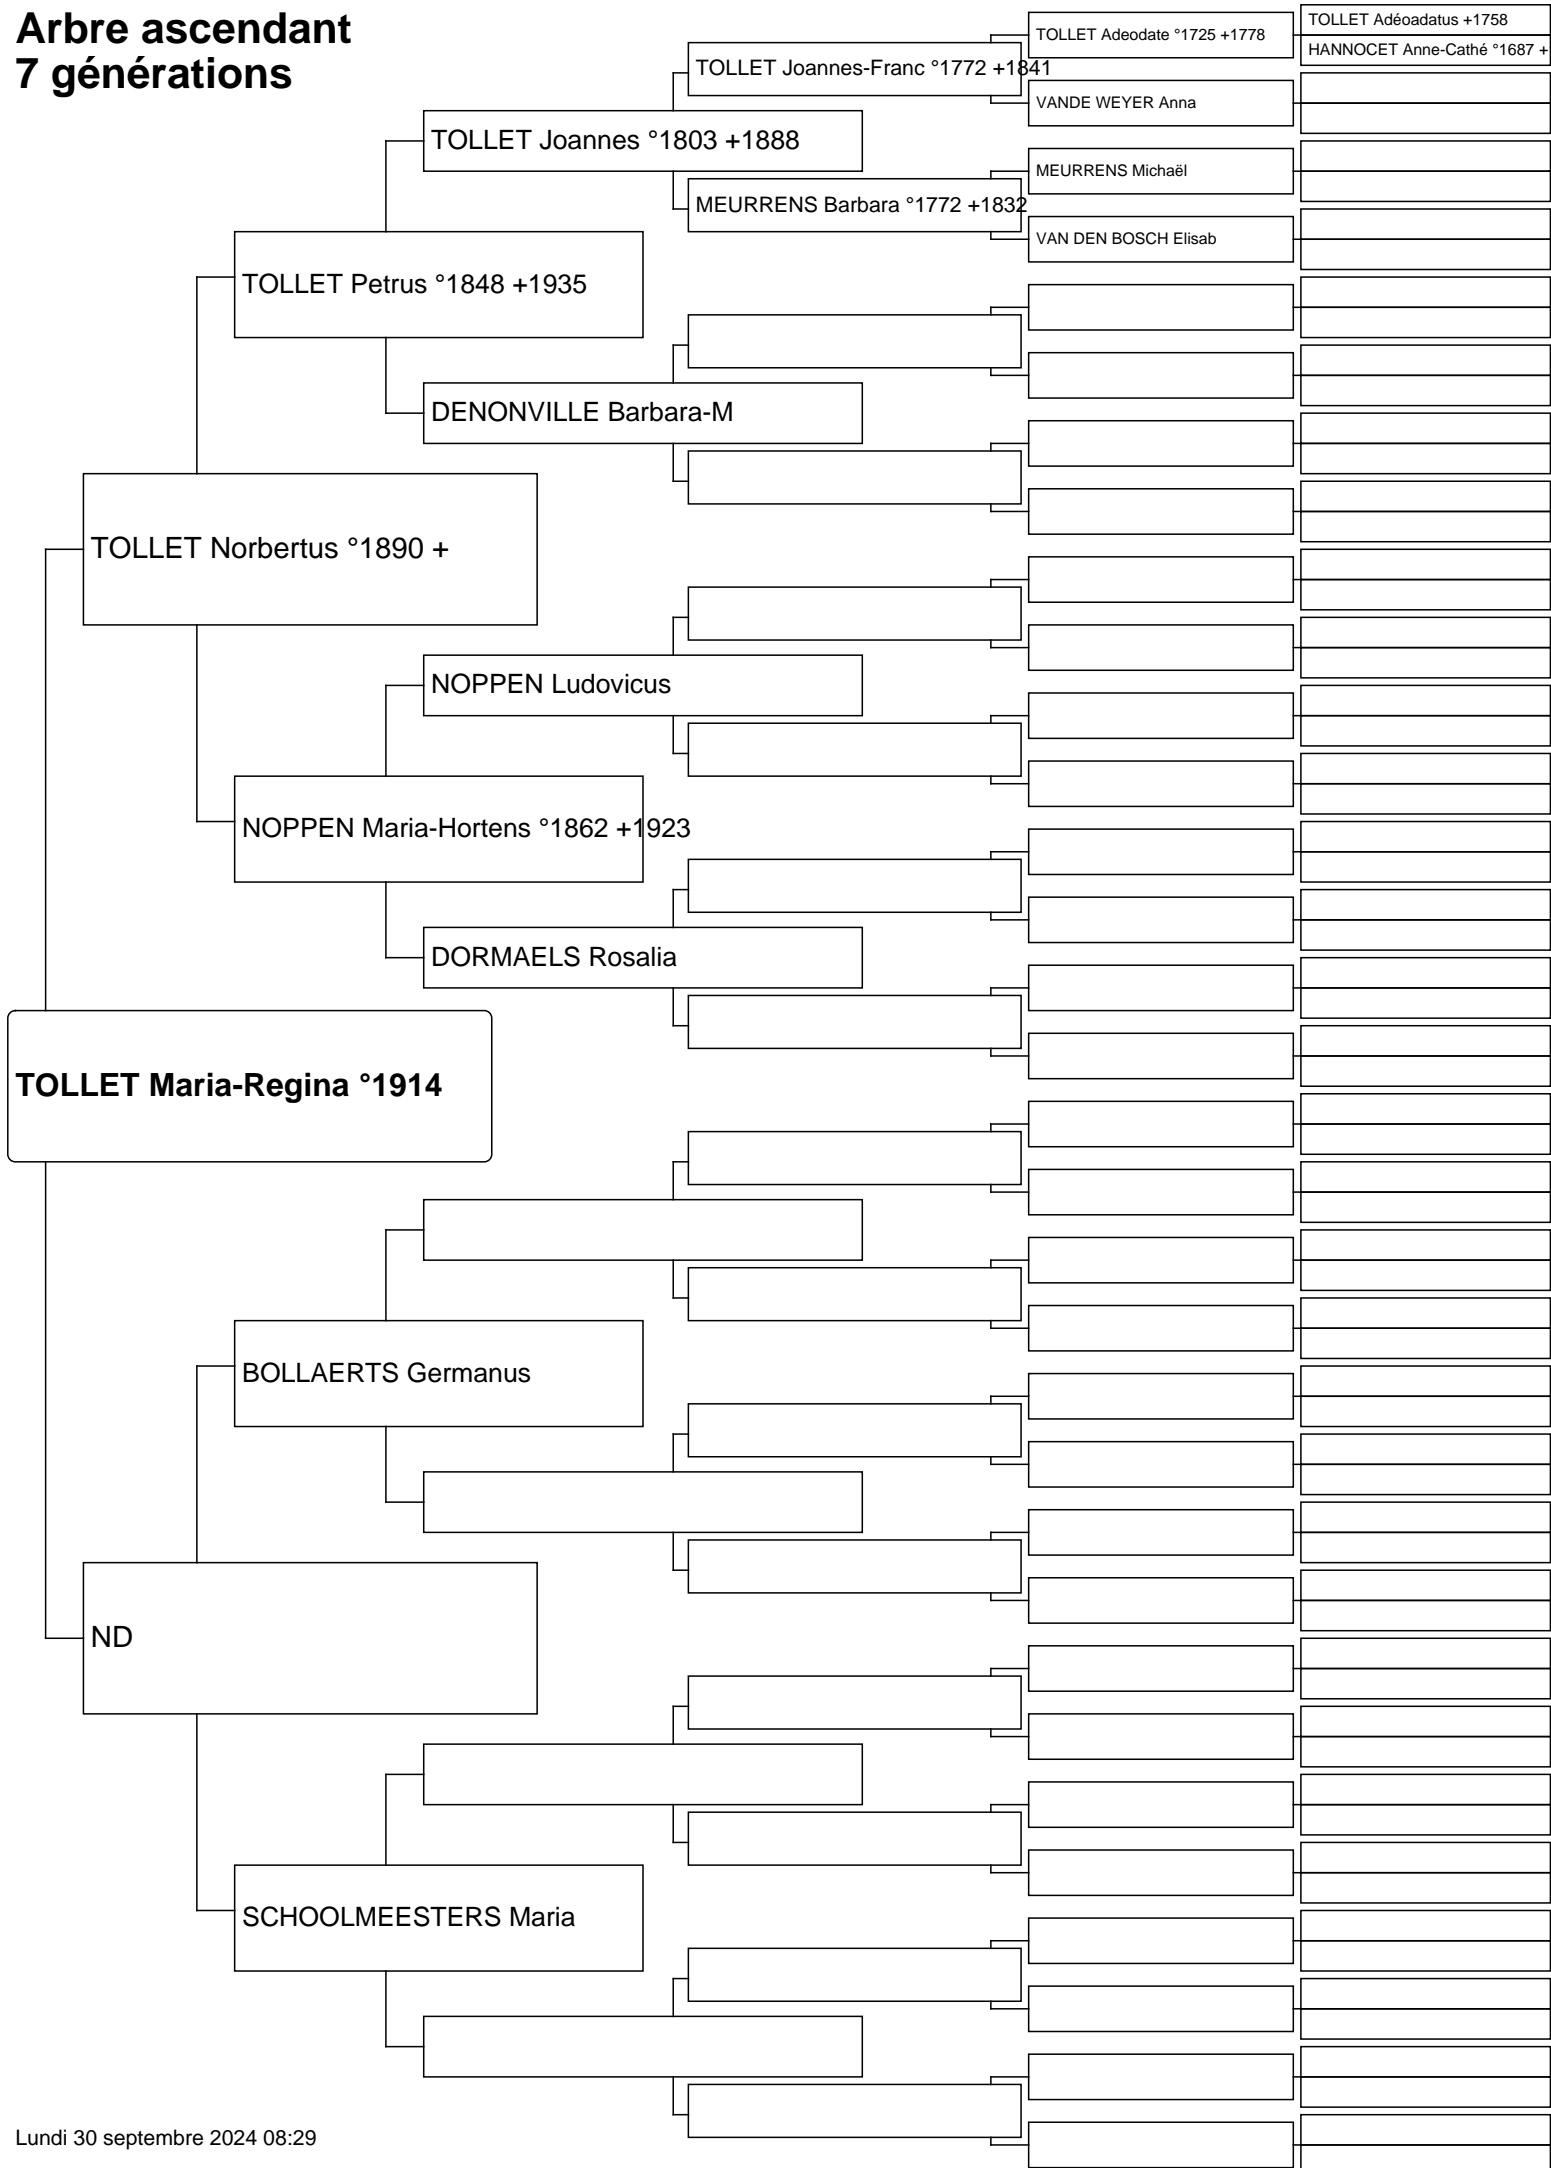 Arbre ascendant
7 générations
TOLLET Adéoadatus +1758
TOLLET Adeodate °1725 +1778
HANNOCET Anne-Cathé °1687 +
TOLLET Joannes-Franc °1772 +1841
VANDE WEYER Anna
TOLLET Joannes °1803 +1888
MEURRENS Michaël
MEURRENS Barbara °1772 +1832
VAN DEN BOSCH Elisab
TOLLET Petrus °1848 +1935
DENONVILLE Barbara-M
TOLLET Norbertus °1890 +
NOPPEN Ludovicus
NOPPEN Maria-Hortens °1862 +1923
DORMAELS Rosalia
TOLLET Maria-Regina °1914
BOLLAERTS Germanus
ND
SCHOOLMEESTERS Maria
Lundi 30 septembre 2024 08:29